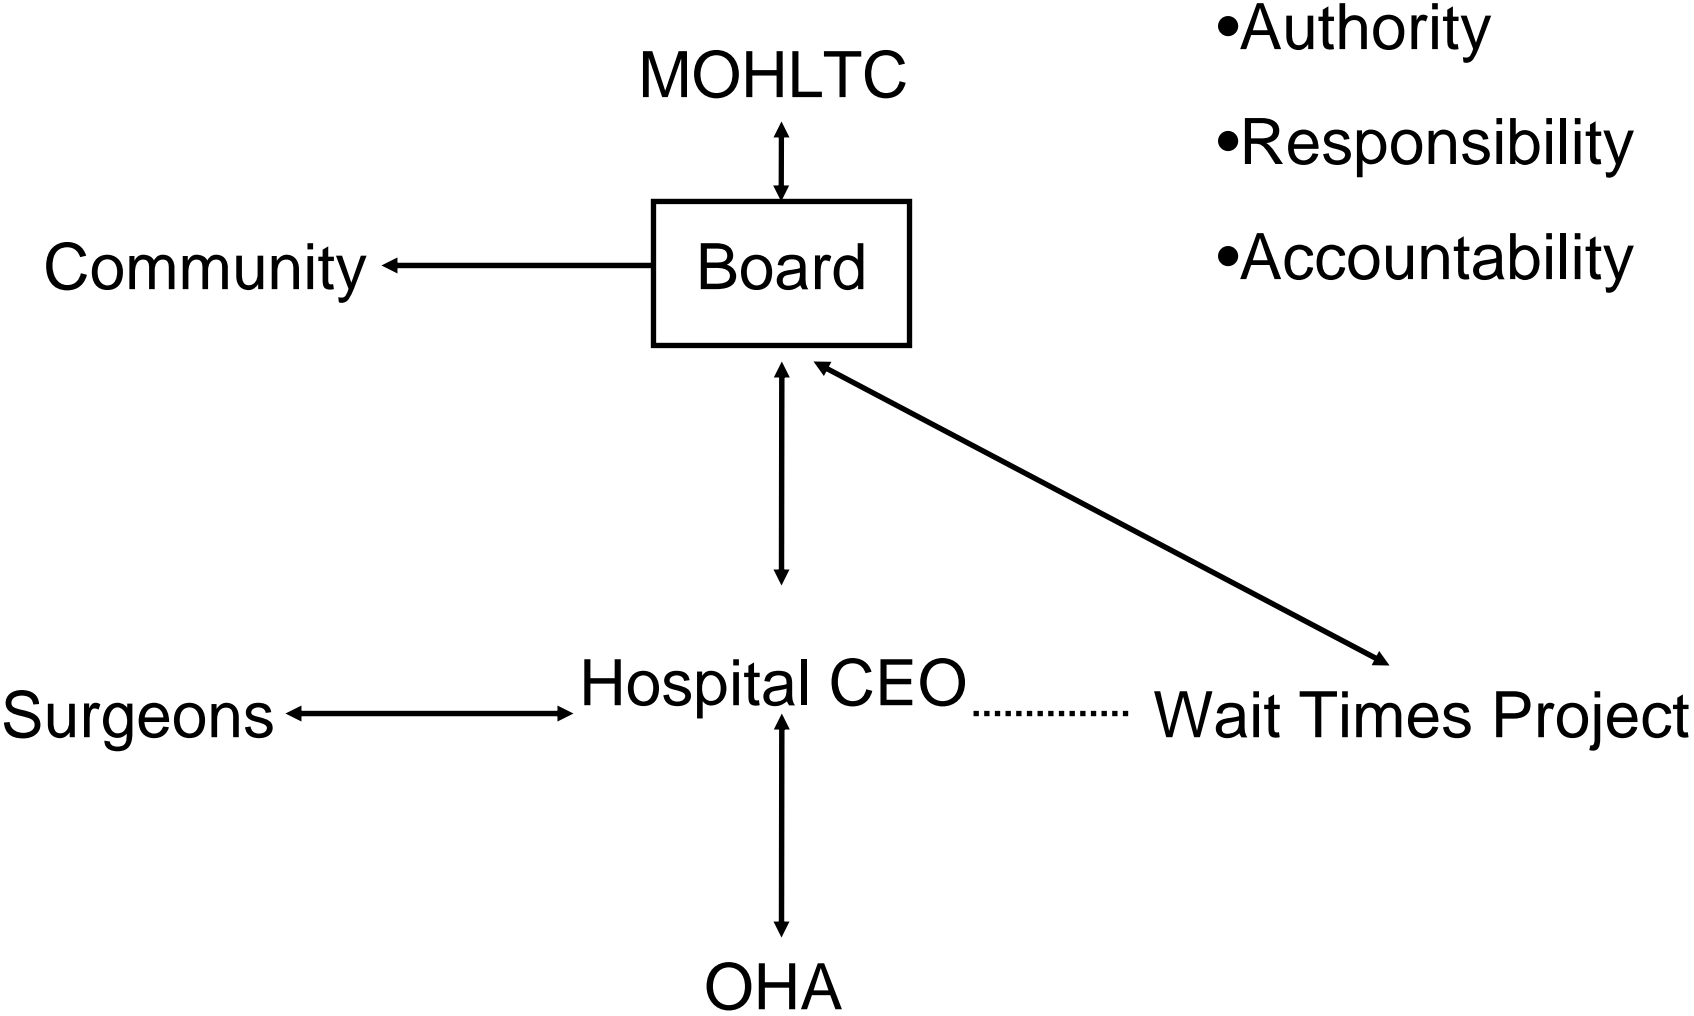 •Authority
MOHLTC
•Responsibility
Community
Board
•Accountability
Hospital CEO
Surgeons
Wait Times Project
OHA